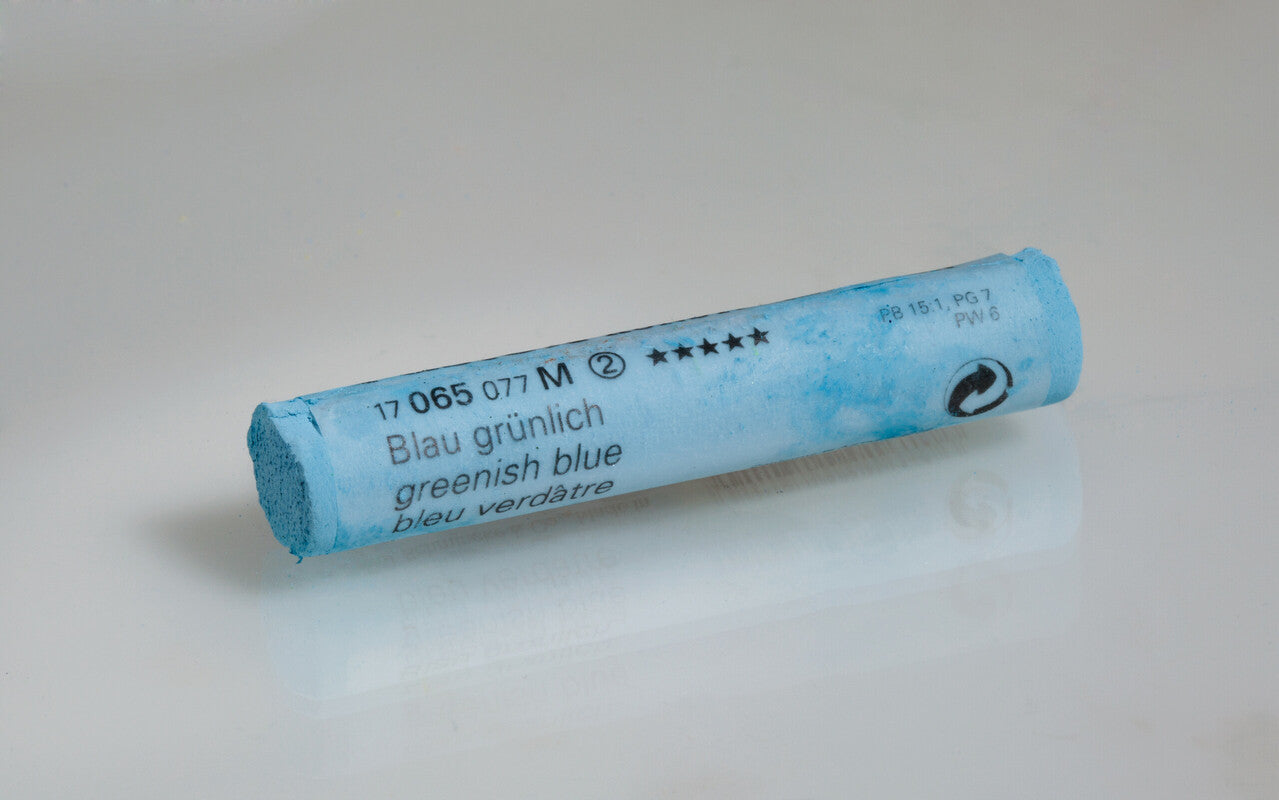 17 065 077 M ② ★★★★★
Blau grünlich
greenish blue
bleu verdâtre
PB 15:1, PG 7
PW 6